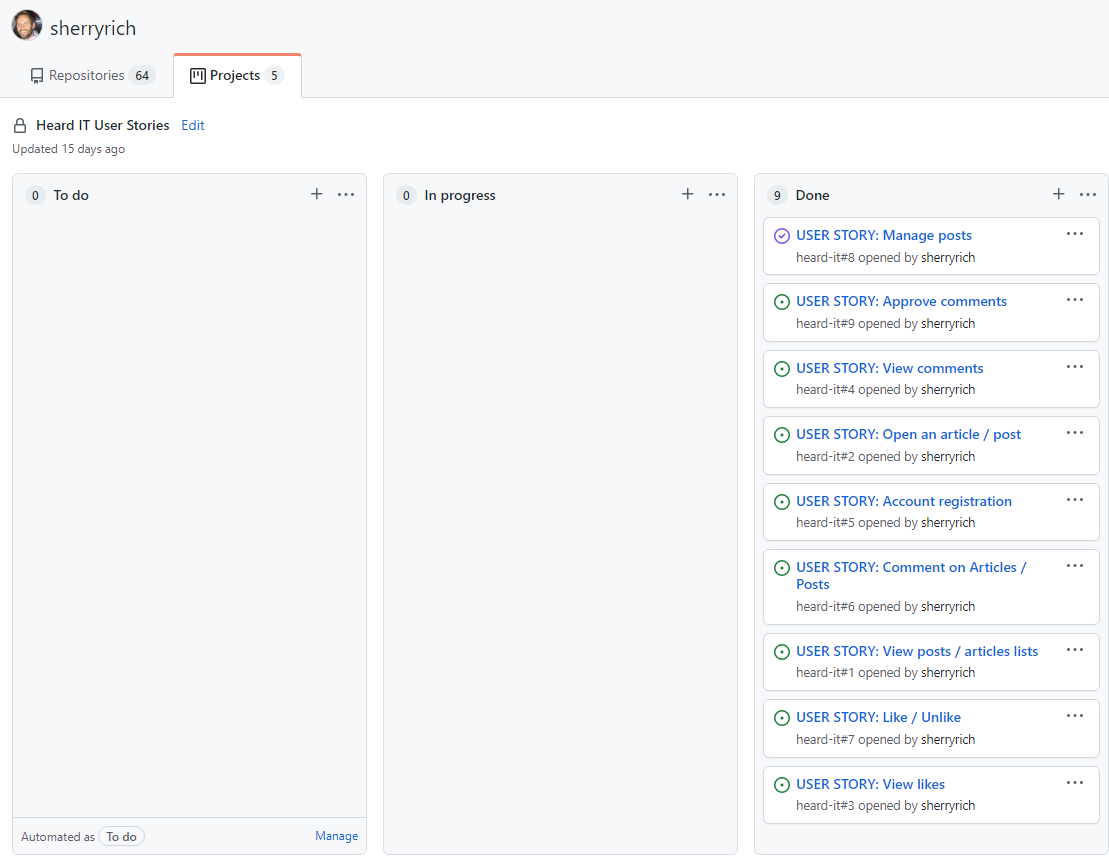 sherryrich
Repositories 64
Projects 5
Heard IT User Stories Edit
Updated 15 days ago
0 To do
Automated as To do Manage
0 In progress
9 Done
USER STORY: Manage posts
heard-it#8 opened by sherryrich
USER STORY: Approve comments
heard-it#9 opened by sherryrich
USER STORY: View comments
heard-it#4 opened by sherryrich
USER STORY: Open an article / post
heard-it#2 opened by sherryrich
USER STORY: Account registration
heard-it#5 opened by sherryrich
USER STORY: Comment on Articles /
Posts
heard-it#6 opened by sherryrich
USER STORY: View posts / articles lists
heard-it#1 opened by sherryrich
USER STORY: Like / Unlike
heard-it#7 opened by sherryrich
USER STORY: View likes
heard-it#3 opened by sherryrich